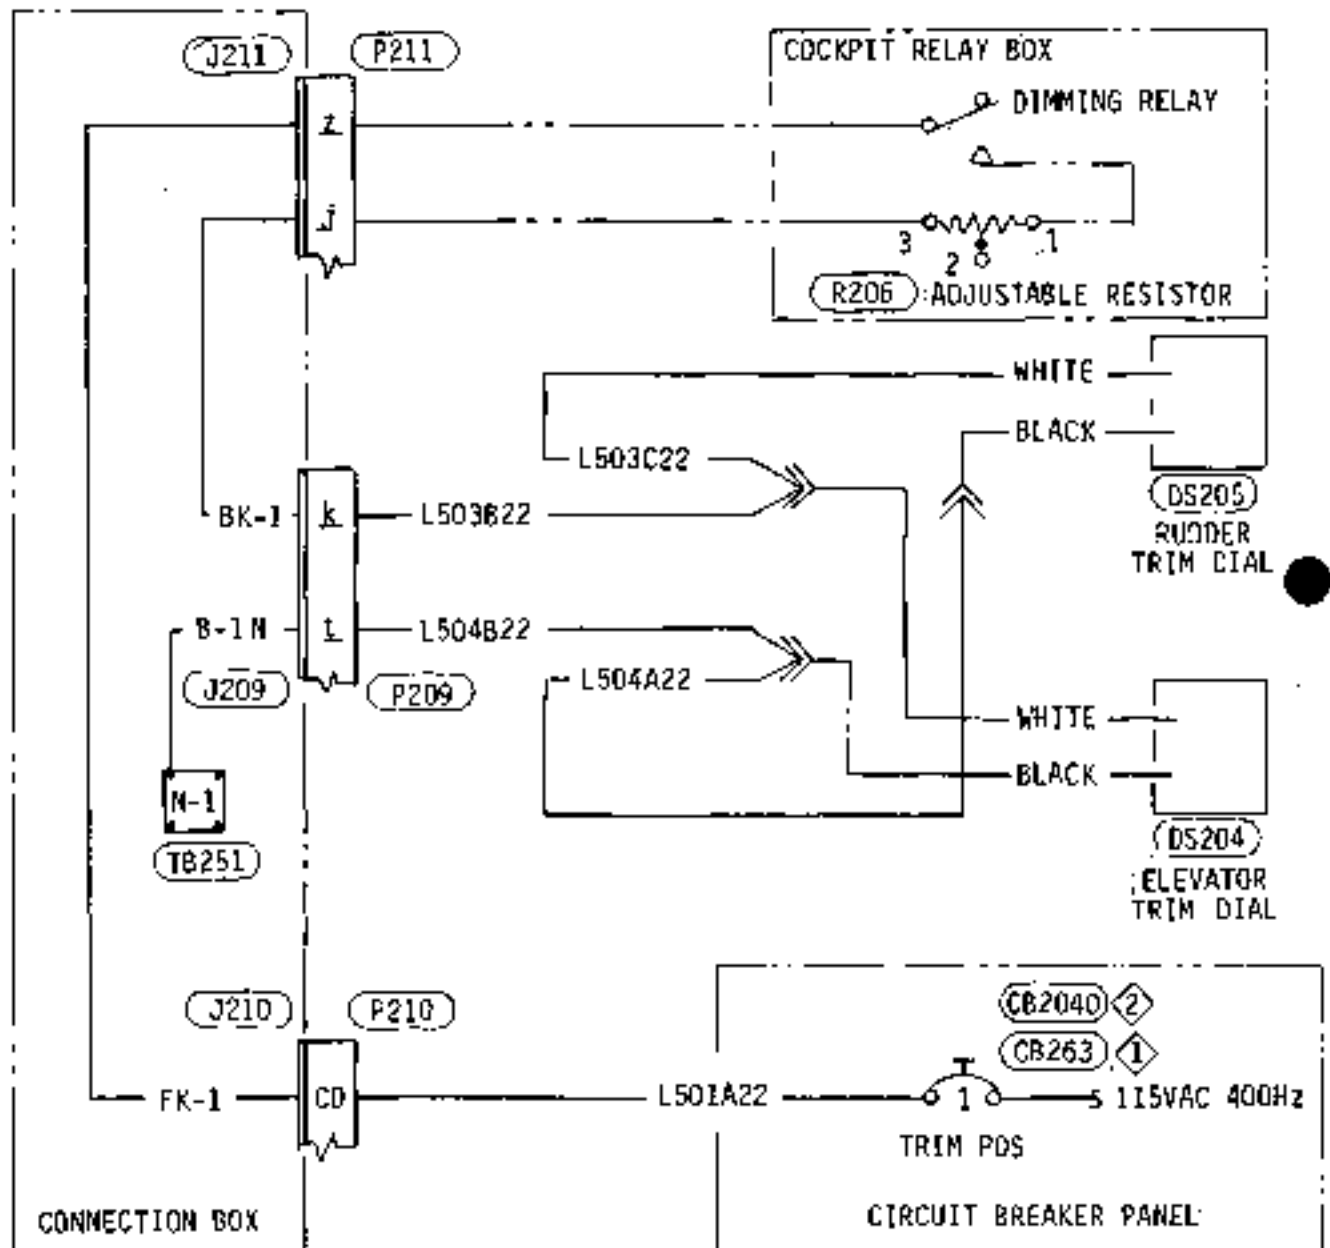 J211 P211
COCKPIT RELAY BOX
DIMMING RELAY
z
j
3 2 1
R206 ADJUSTABLE RESISTOR
WHITE
BLACK
L503C22
DS205
BK-1 k L503B22
RUDDER
TRIM DIAL
B-1N t L504B22
L504A22
J209 P209
WHITE
BLACK
N-1
TB251
DS204
ELEVATOR
TRIM DIAL
J210 P210
CB2040 2
CB263 1
FK-1 CD L501A22 1 S 115VAC 400Hz
TRIM POS
CONNECTION BOX
CIRCUIT BREAKER PANEL